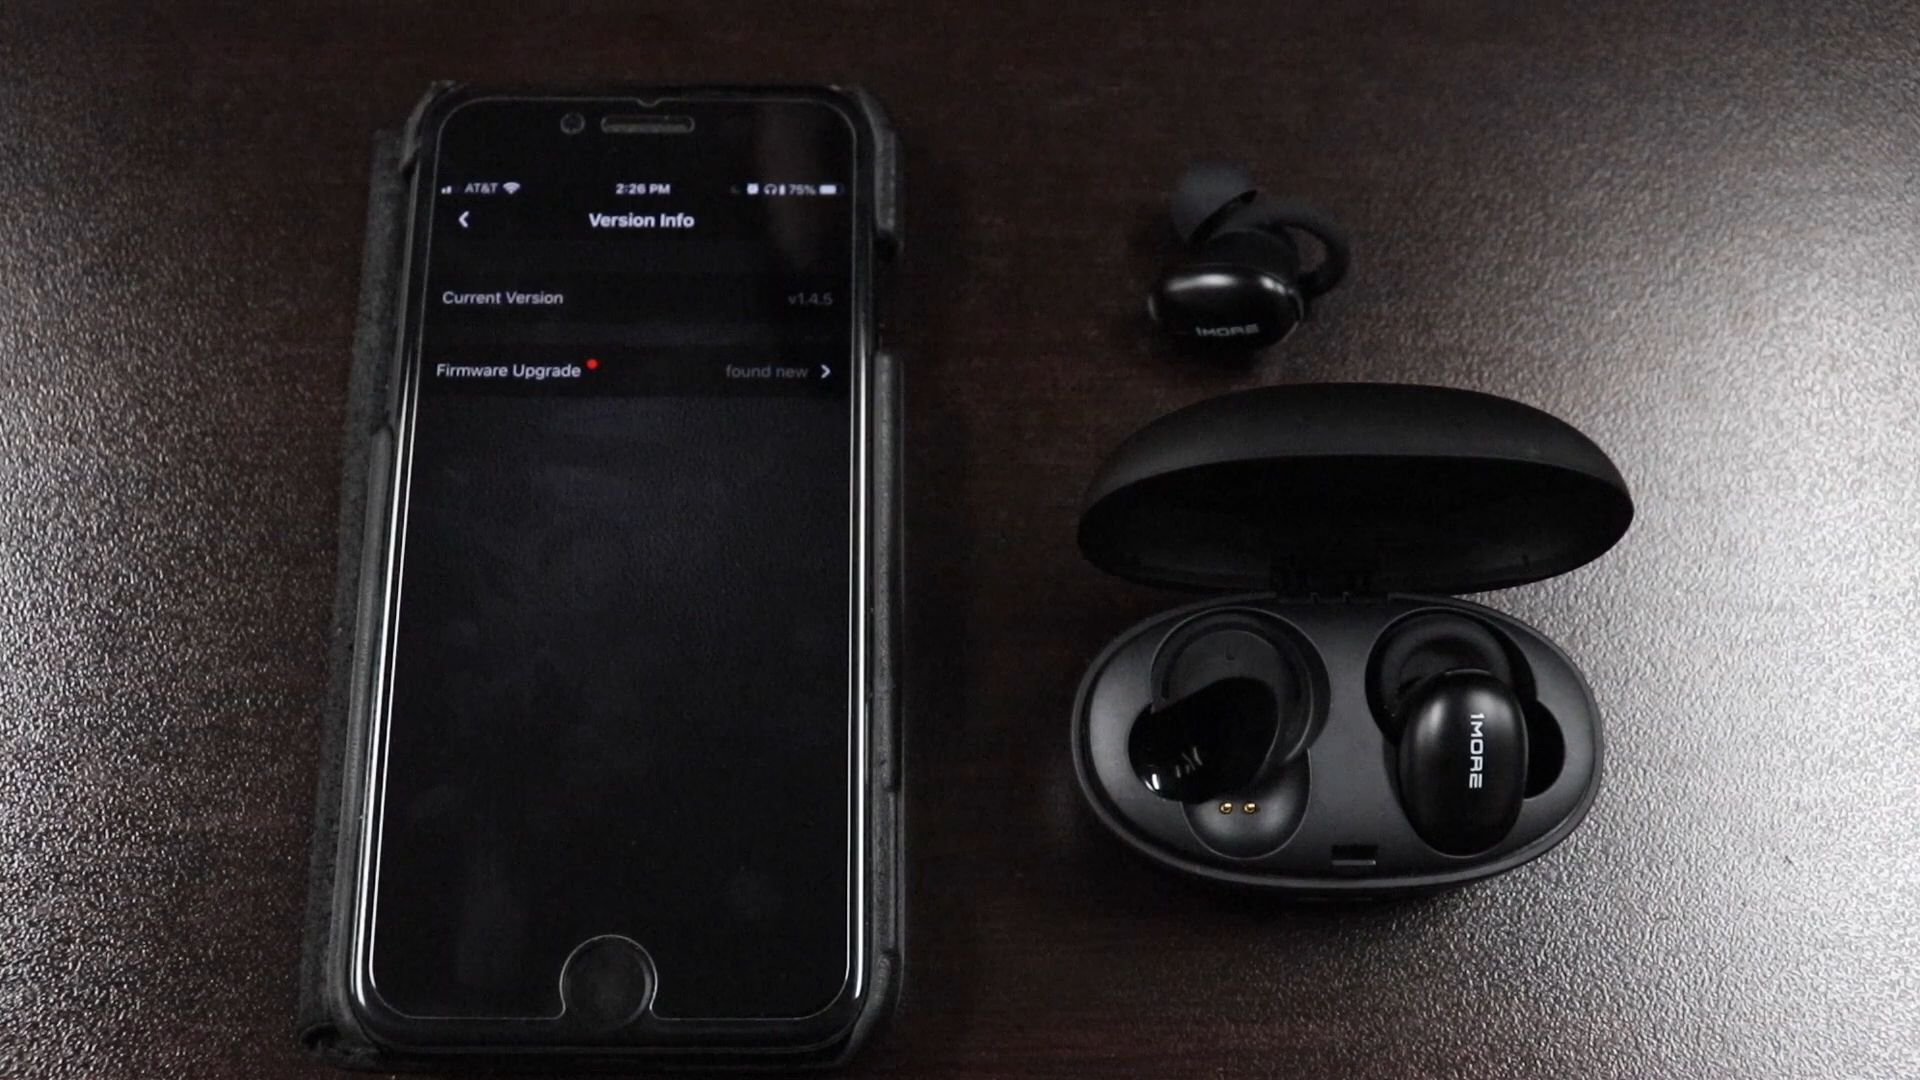 AT&T 2:26 PM 75%
Version Info
Current Version v1.4.5
Firmware Upgrade found new
1MORE
L
1MORE